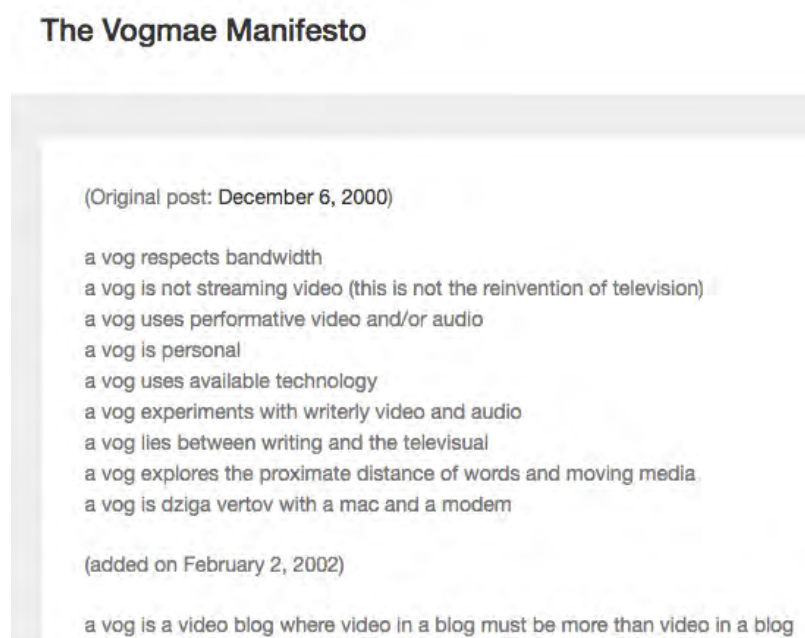 The Vogmae Manifesto
(Original post: December 6, 2000)
a vog respects bandwidth
a vog is not streaming video (this is not the reinvention of television)
a vog uses performative video and/or audio
a vog is personal
a vog uses available technology
a vog experiments with writerly video and audio
a vog lies between writing and the televisual
a vog explores the proximate distance of words and moving media
a vog is dziga vertov with a mac and a modem
(added on February 2, 2002)
a vog is a video blog where video in a blog must be more than video in a blog